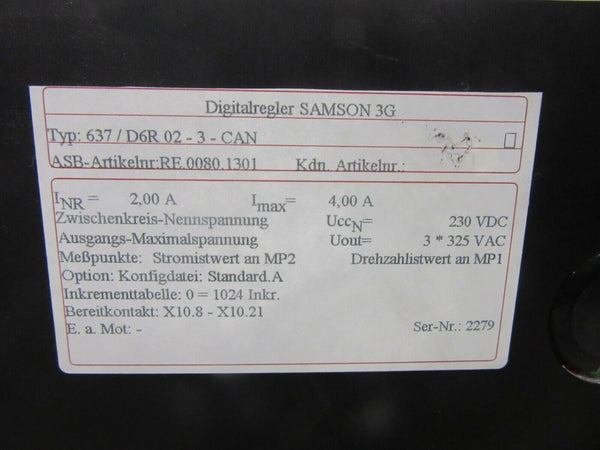 Digitalregler SAMSON 3G
Typ: 637 / D6R 02 - 3 - CAN
ASB-Artikelnr:RE.0080.1301 Kdn. Artikelnr.:
INR = 2,00 A Imax= 4,00 A
Zwischenkreis-Nennspannung UccN= 230 VDC
Ausgangs-Maximalspannung Uout= 3 * 325 VAC
Meßpunkte: Stromistwert an MP2 Drehzahlistwert an MP1
Option: Konfigdatei: Standard.A
Inkrementtabelle: 0 = 1024 Inkr.
Bereitkontakt: X10.8 - X10.21
E. a. Mot: - Ser-Nr.: 2279